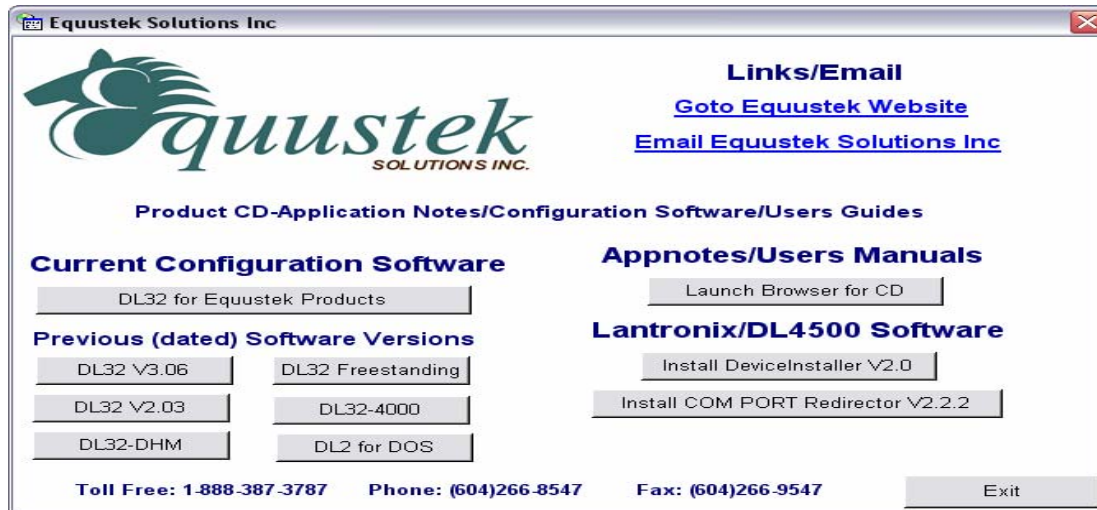 Equustek Solutions Inc
Equustek
SOLUTIONS INC.
Links/Email
Goto Equustek Website
Email Equustek Solutions Inc
Product CD-Application Notes/Configuration Software/Users Guides
Current Configuration Software
DL32 for Equustek Products
Previous (dated) Software Versions
DL32 V3.06
DL32 Freestanding
DL32 V2.03
DL32-4000
DL32-DHM
DL2 for DOS
Appnotes/Users Manuals
Launch Browser for CD
Lantronix/DL4500 Software
Install DeviceInstaller V2.0
Install COM PORT Redirector V2.2.2
Toll Free: 1-888-387-3787 Phone: (604)266-8547 Fax: (604)266-9547
Exit